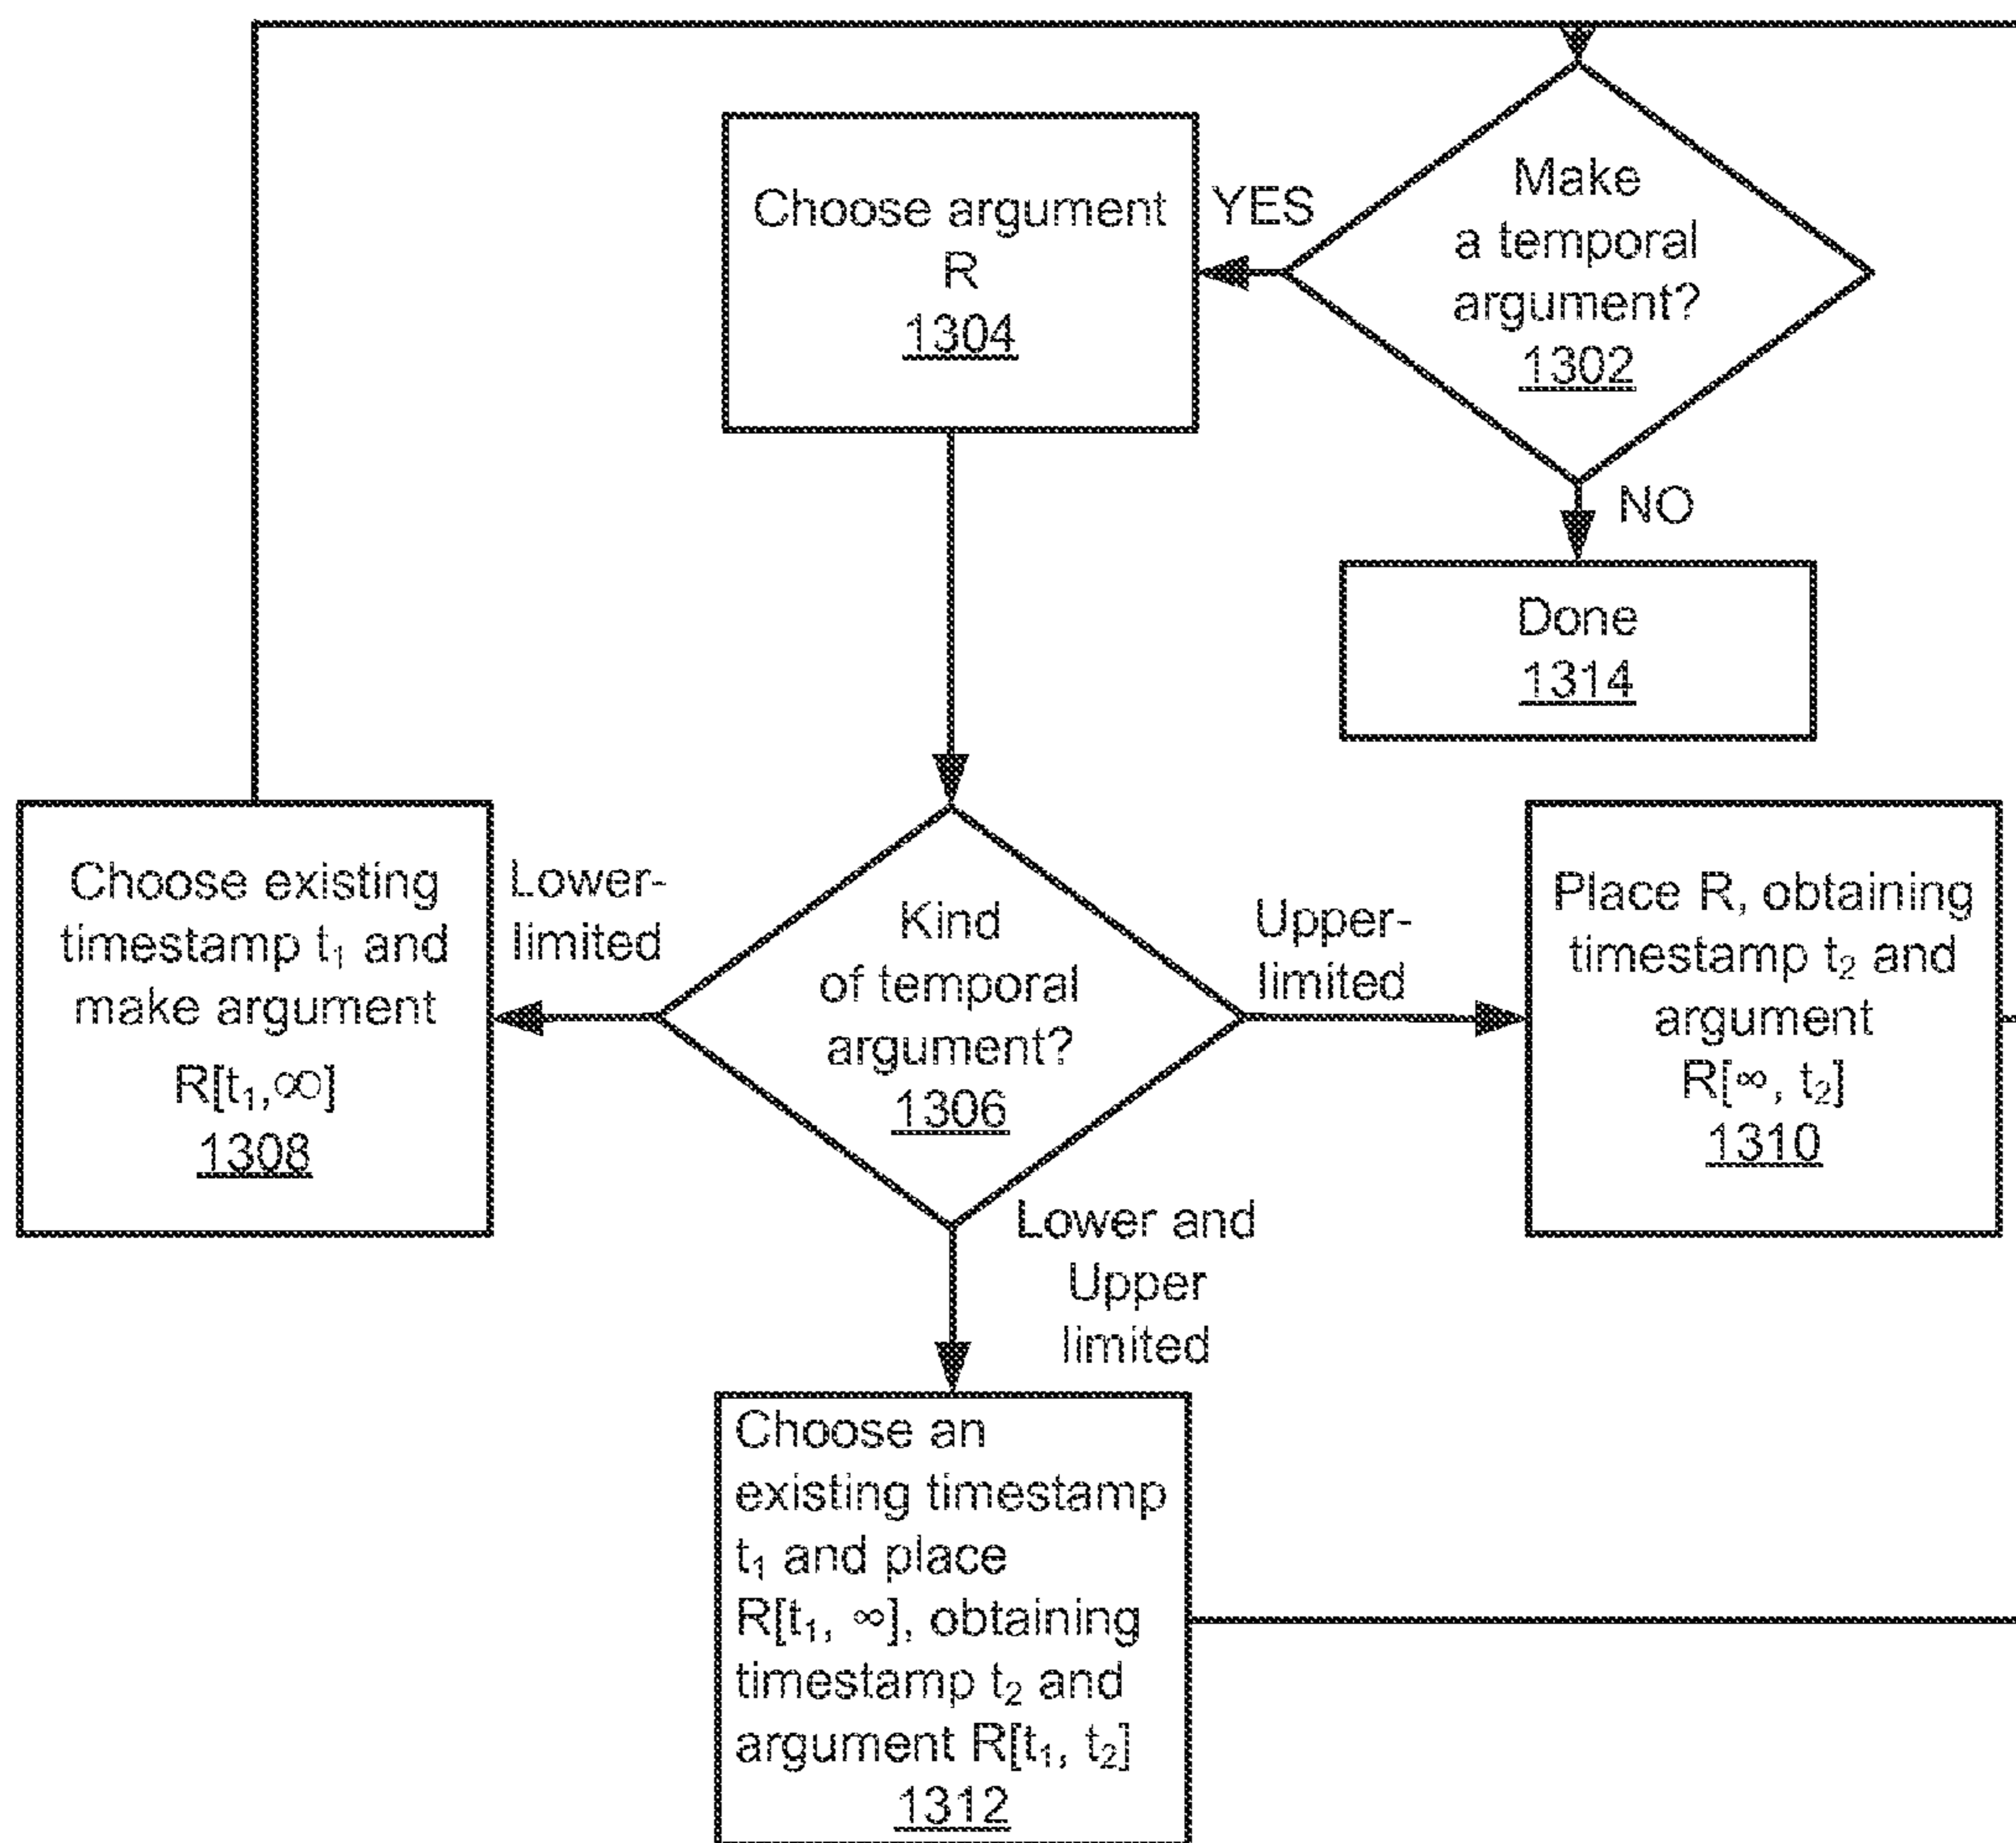 Make
a temporal
argument?
1302
YES
Choose argument
R
1304
NO
Done
1314
Kind
of temporal
argument?
1306
Lower-
limited
Choose existing
timestamp t₁ and
make argument
R[t₁,∞]
1308
Upper-
limited
Place R, obtaining
timestamp t₂ and
argument
R[∞, t₂]
1310
Lower and
Upper
limited
Choose an
existing timestamp
t₁ and place
R[t₁, ∞], obtaining
timestamp t₂ and
argument R[t₁, t₂]
1312